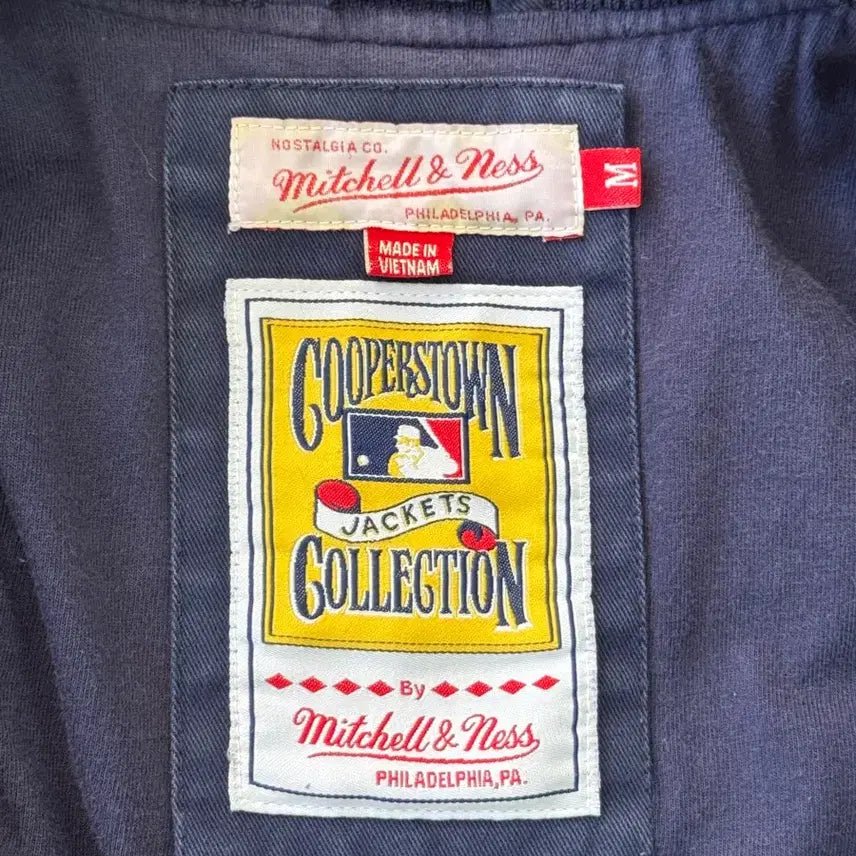 NOSTALGIA CO.
Mitchell & Ness
PHILADELPHIA, PA.
M
MADE IN
VIETNAM
COOPERSTOWN
JACKETS
COLLECTION
By
Mitchell & Ness
PHILADELPHIA, PA.